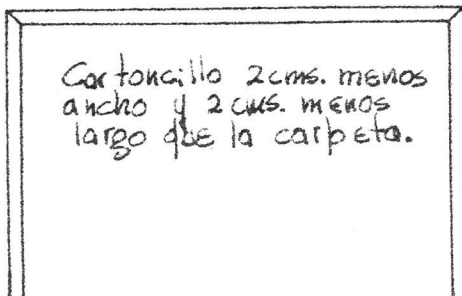 Cartoncillo 2cms. menos
ancho y 2cms. menos
largo que la carpeta.